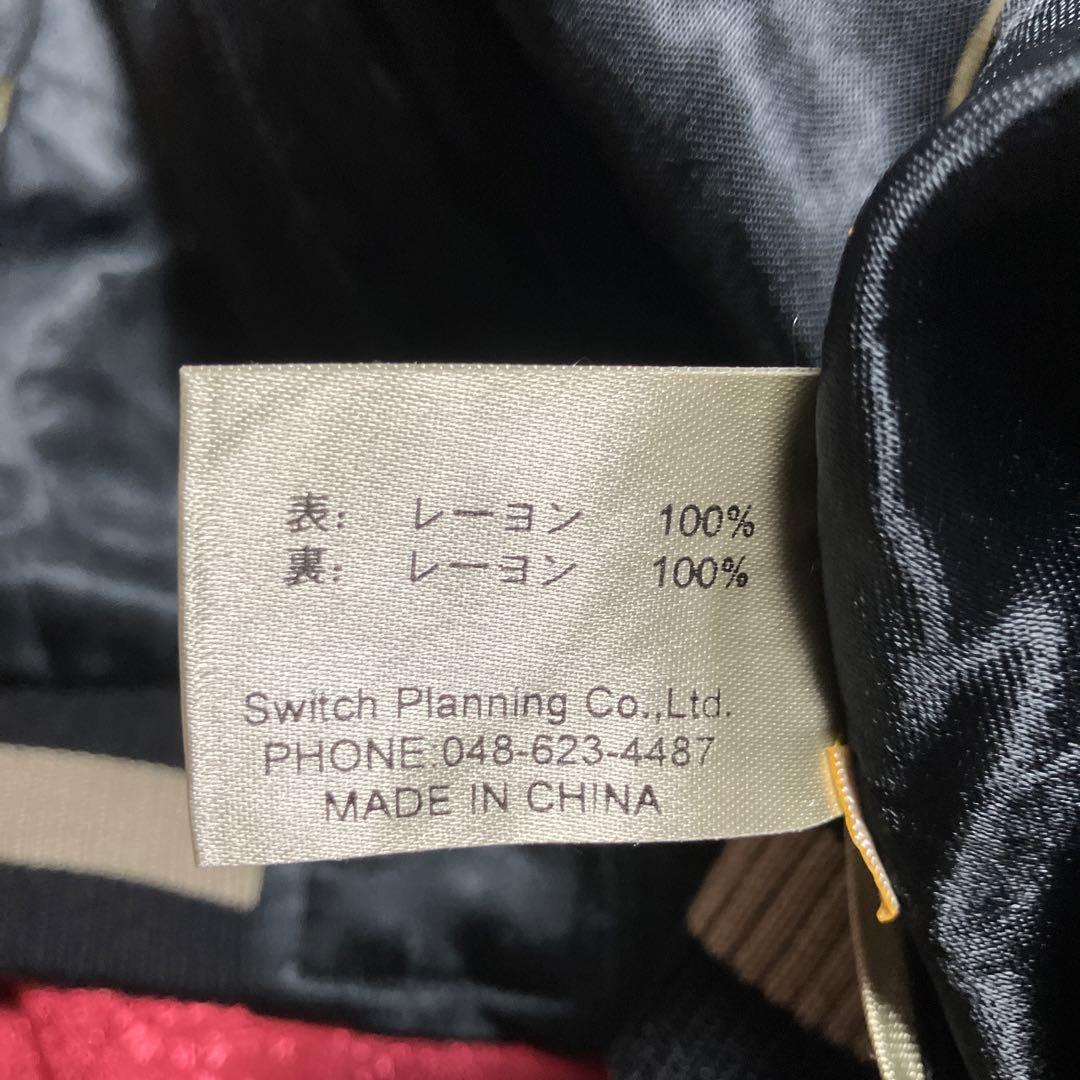 表: レーヨン 100%
裏: レーヨン 100%
Switch Planning Co.,Ltd.
PHONE:048-623-4487
MADE IN CHINA